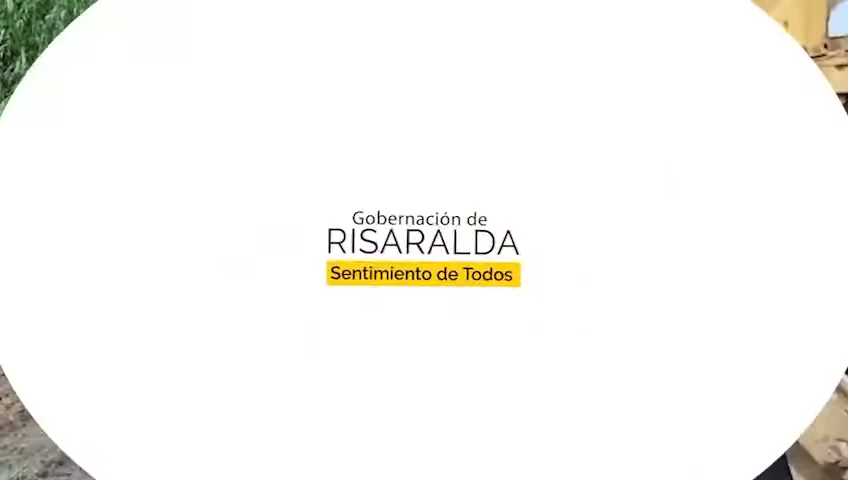 Gobernación de
RISARALDA
Sentimiento de Todos